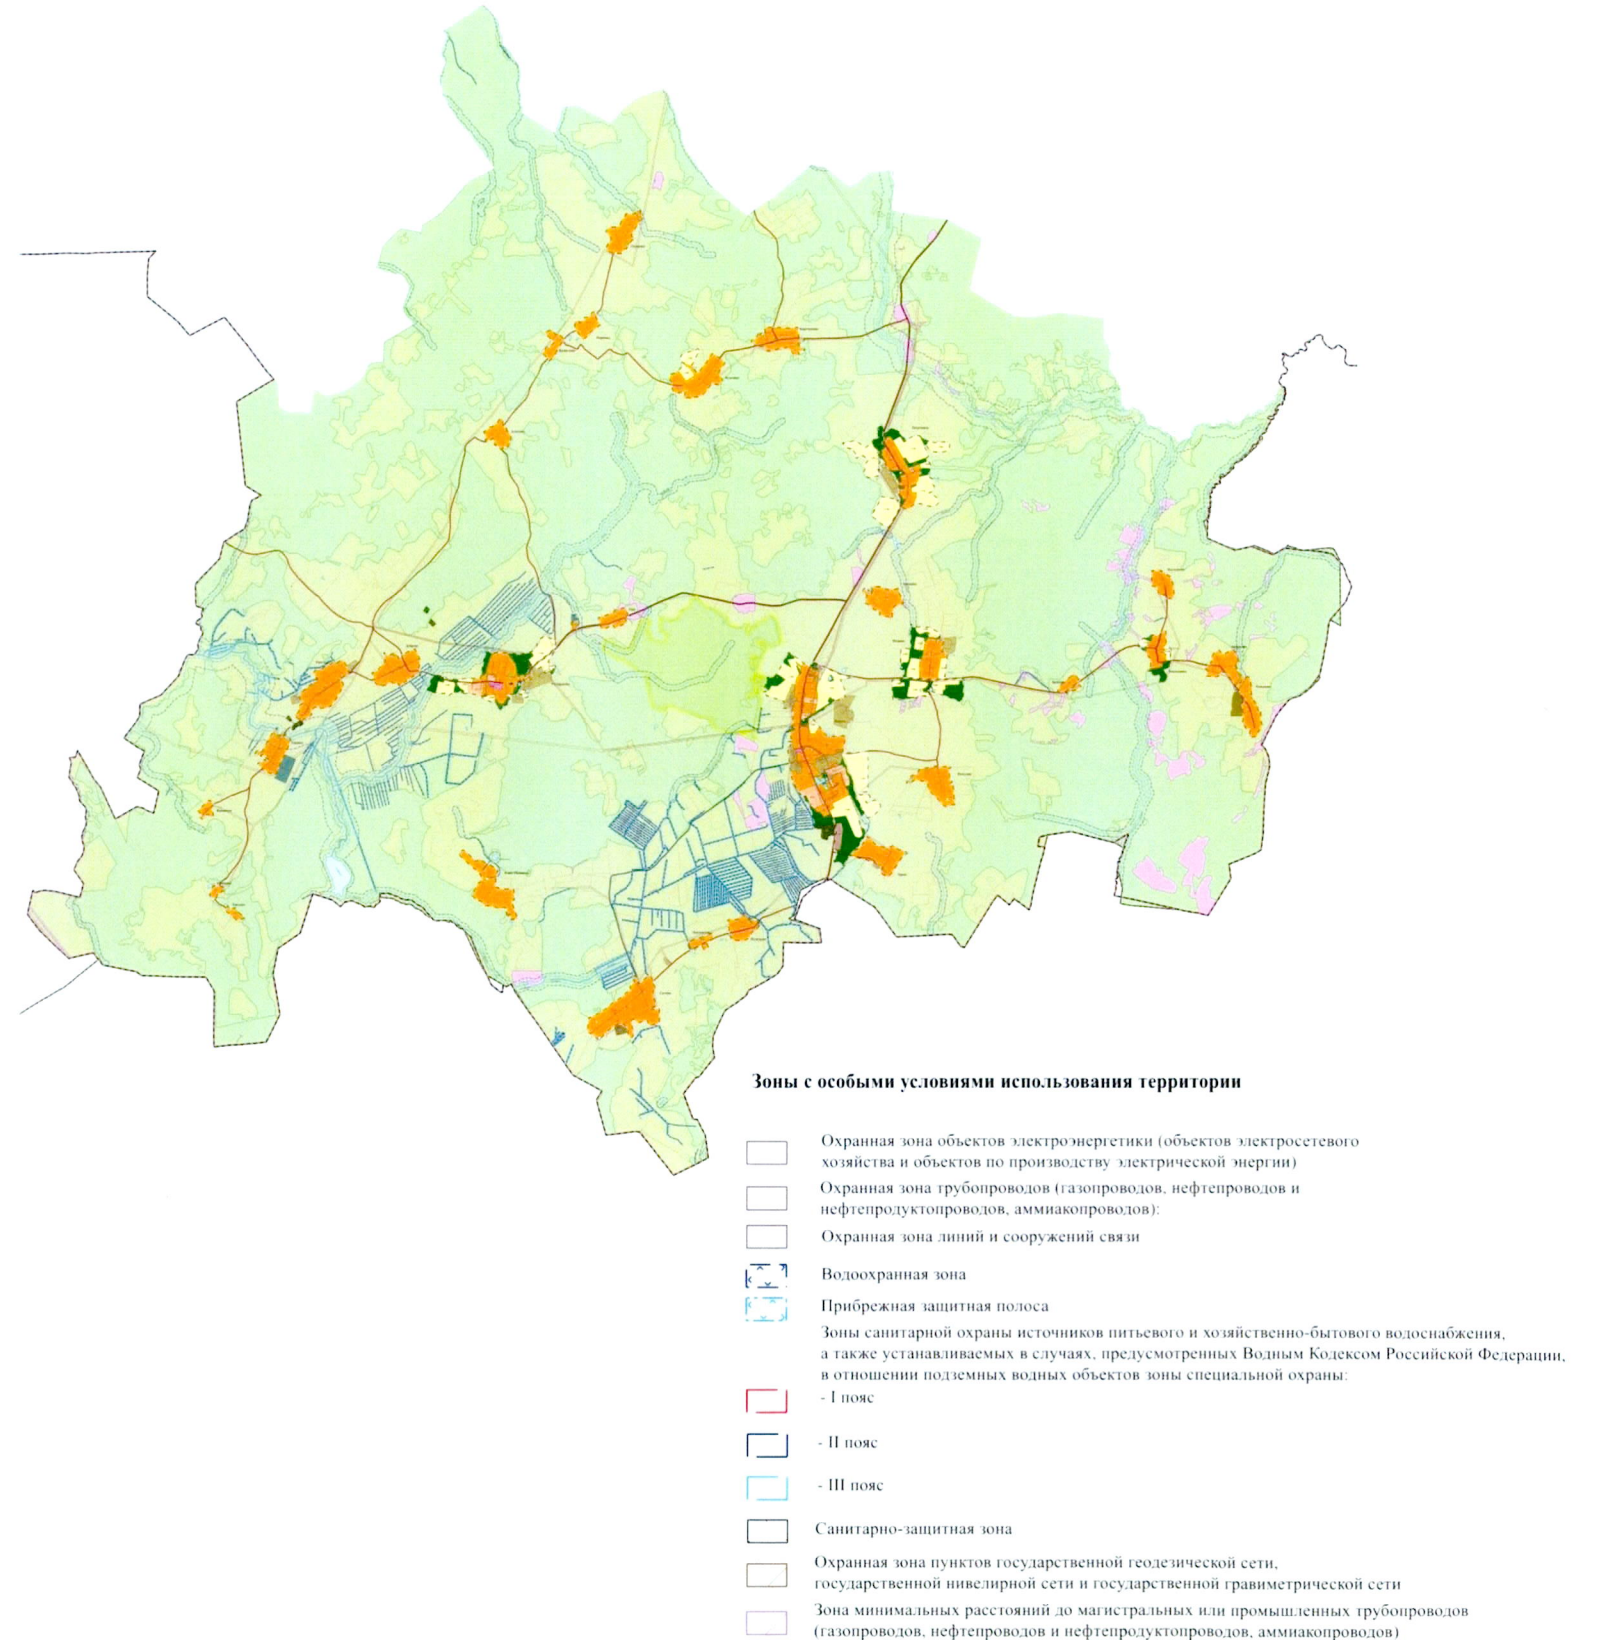 Зоны с особыми условиями использования территории
Охранная зона объектов электроэнергетики (объектов электросетевого
хозяйства и объектов по производству электрической энергии)
Охранная зона трубопроводов (газопроводов, нефтепроводов и
нефтепродуктопроводов, аммиакопроводов):
Охранная зона линий и сооружений связи
Водоохранная зона
Прибрежная защитная полоса
Зоны санитарной охраны источников питьевого и хозяйственно-бытового водоснабжения,
а также устанавливаемых в случаях, предусмотренных Водным Кодексом Российской Федерации,
в отношении подземных водных объектов зоны специальной охраны:
- I пояс
- II пояс
- III пояс
Санитарно-защитная зона
Охранная зона пунктов государственной геодезической сети,
государственной нивелирной сети и государственной гравиметрической сети
Зона минимальных расстояний до магистральных или промышленных трубопроводов
(газопроводов, нефтепроводов и нефтепродуктопроводов, аммиакопроводов)